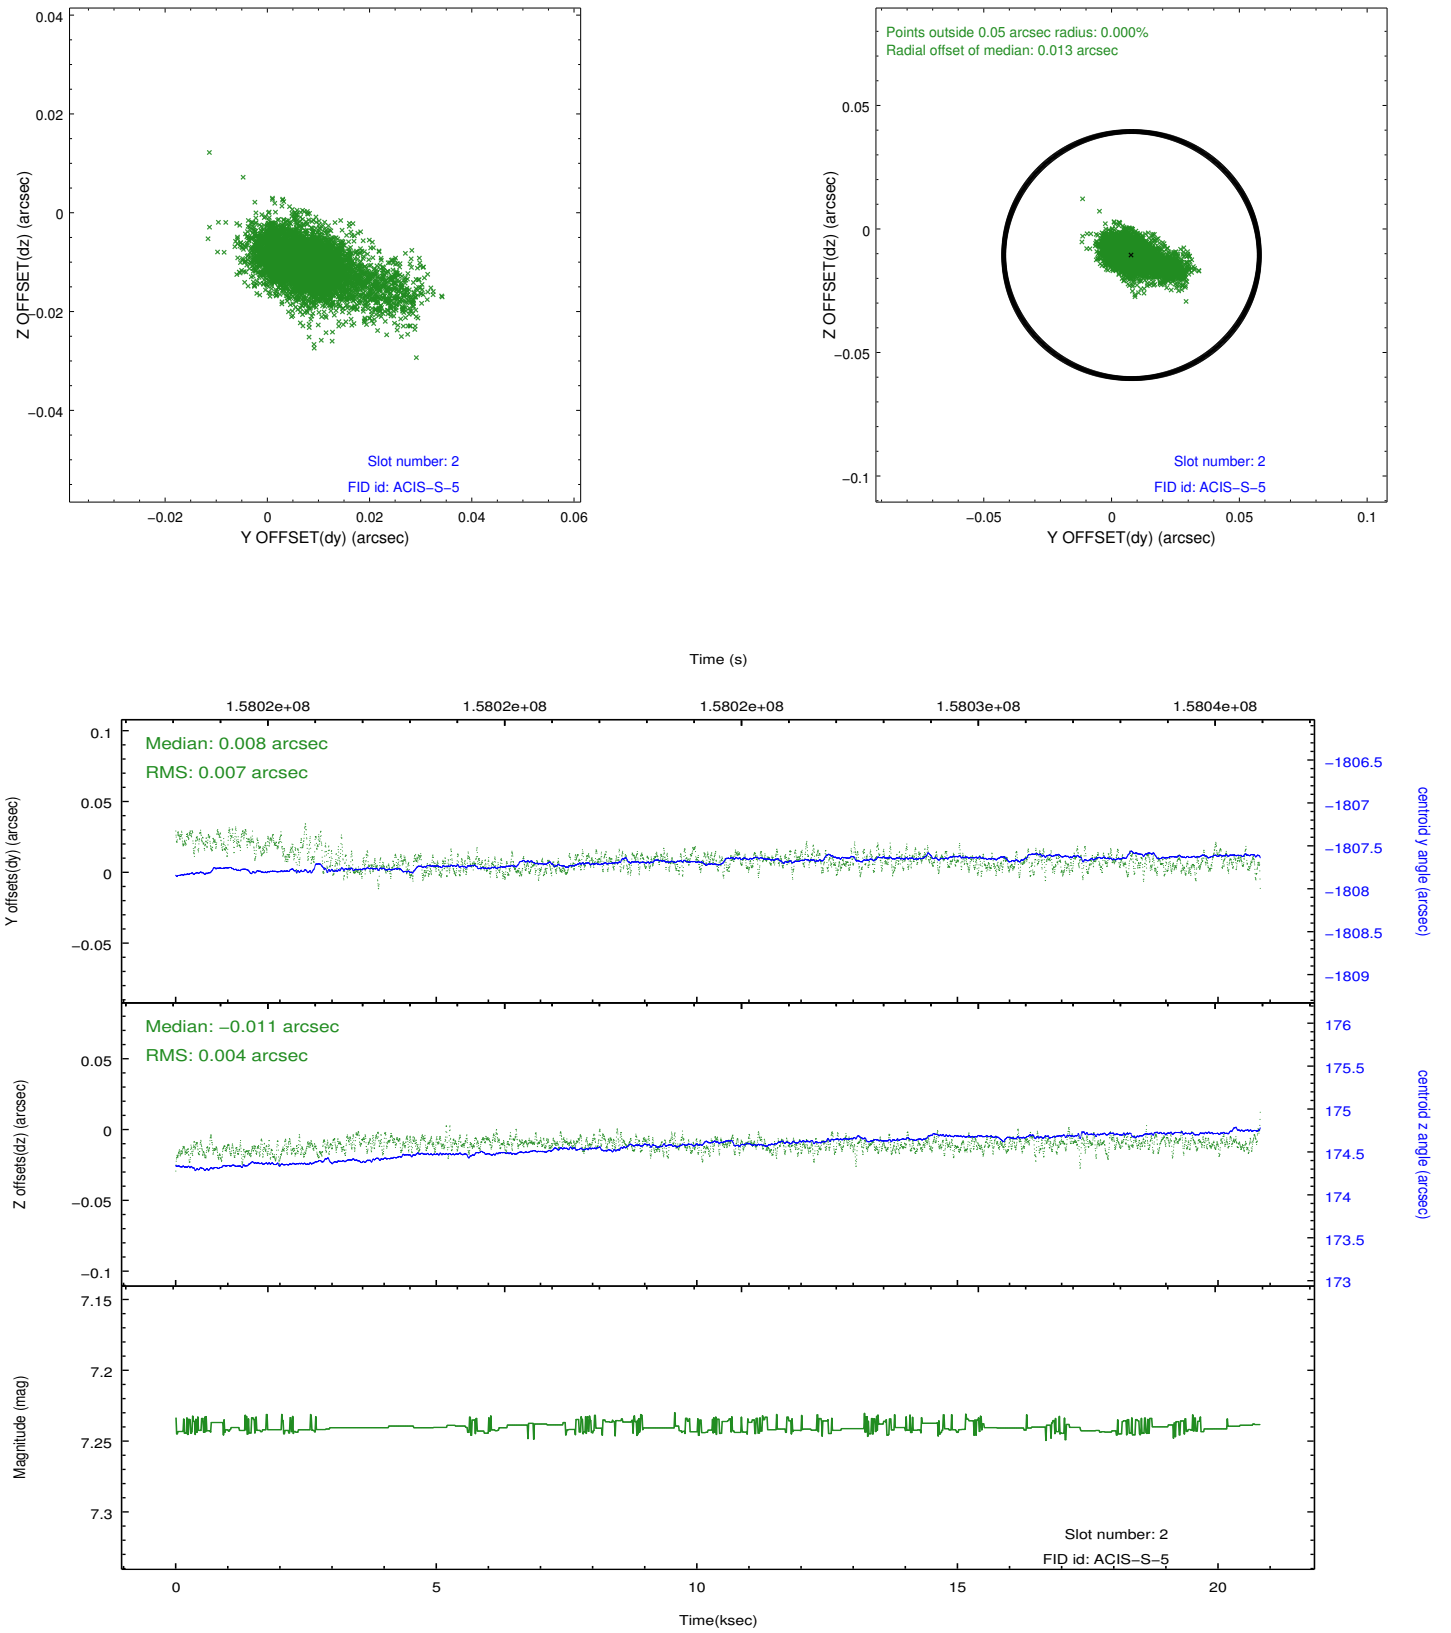 0.04
0.02
0
−0.02
−0.04
Z OFFSET(dz) (arcsec)
Slot number: 2
FID id: ACIS−S−5
−0.02 0 0.02 0.04 0.06
Y OFFSET(dy) (arcsec)
Points outside 0.05 arcsec radius: 0.000%
Radial offset of median: 0.013 arcsec
0.05
0
−0.05
−0.1
Z OFFSET(dz) (arcsec)
Slot number: 2
FID id: ACIS−S−5
−0.05 0 0.05 0.1
Y OFFSET(dy) (arcsec)
Time (s)
1.5802e+08 1.5802e+08 1.5802e+08 1.5803e+08 1.5804e+08
Median: 0.008 arcsec
RMS: 0.007 arcsec
0.1
0.05
0
−0.05
Y offsets(dy) (arcsec)
−1806.5
−1807
−1807.5
−1808
−1808.5
−1809
centroid y angle (arcsec)
Median: −0.011 arcsec
RMS: 0.004 arcsec
0.05
0
−0.05
−0.1
Z offsets(dz) (arcsec)
176
175.5
175
174.5
174
173.5
173
centroid z angle (arcsec)
7.15
7.2
7.25
7.3
Magnitude (mag)
Slot number: 2
FID id: ACIS−S−5
0 5 10 15 20
Time(ksec)